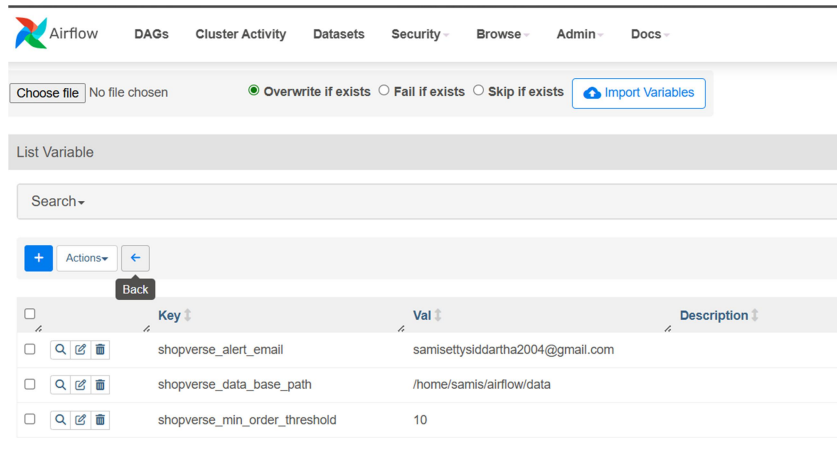 Airflow DAGs Cluster Activity Datasets Security Browse Admin Docs
Choose file No file chosen Overwrite if exists Fail if exists Skip if exists Import Variables
List Variable
Search
+ Actions
Back
Key Val Description
shopverse_alert_email samisettysiddartha2004@gmail.com
shopverse_data_base_path /home/samis/airflow/data
shopverse_min_order_threshold 10